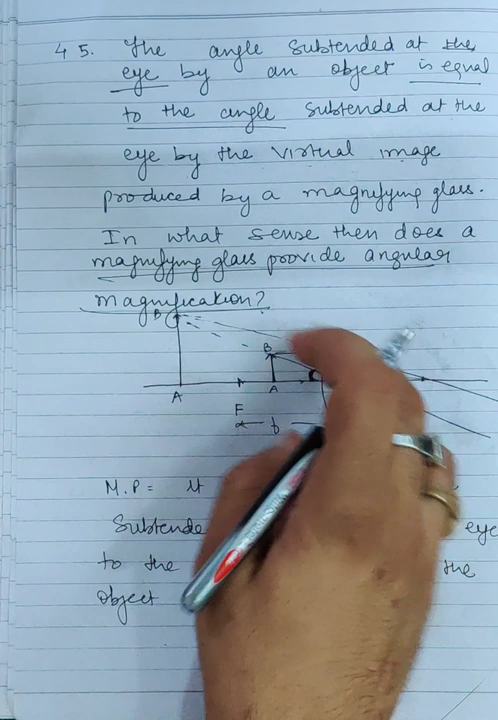 45. The angle subtended at the
eye by an object is equal
to the angle subtended at the
eye by the virtual image
produced by a magnifying glass.
In what sense then does a
magnifying glass provide angular
magnification?
B
A
A
F
M.P =
Subtende
eye
to the
the
object